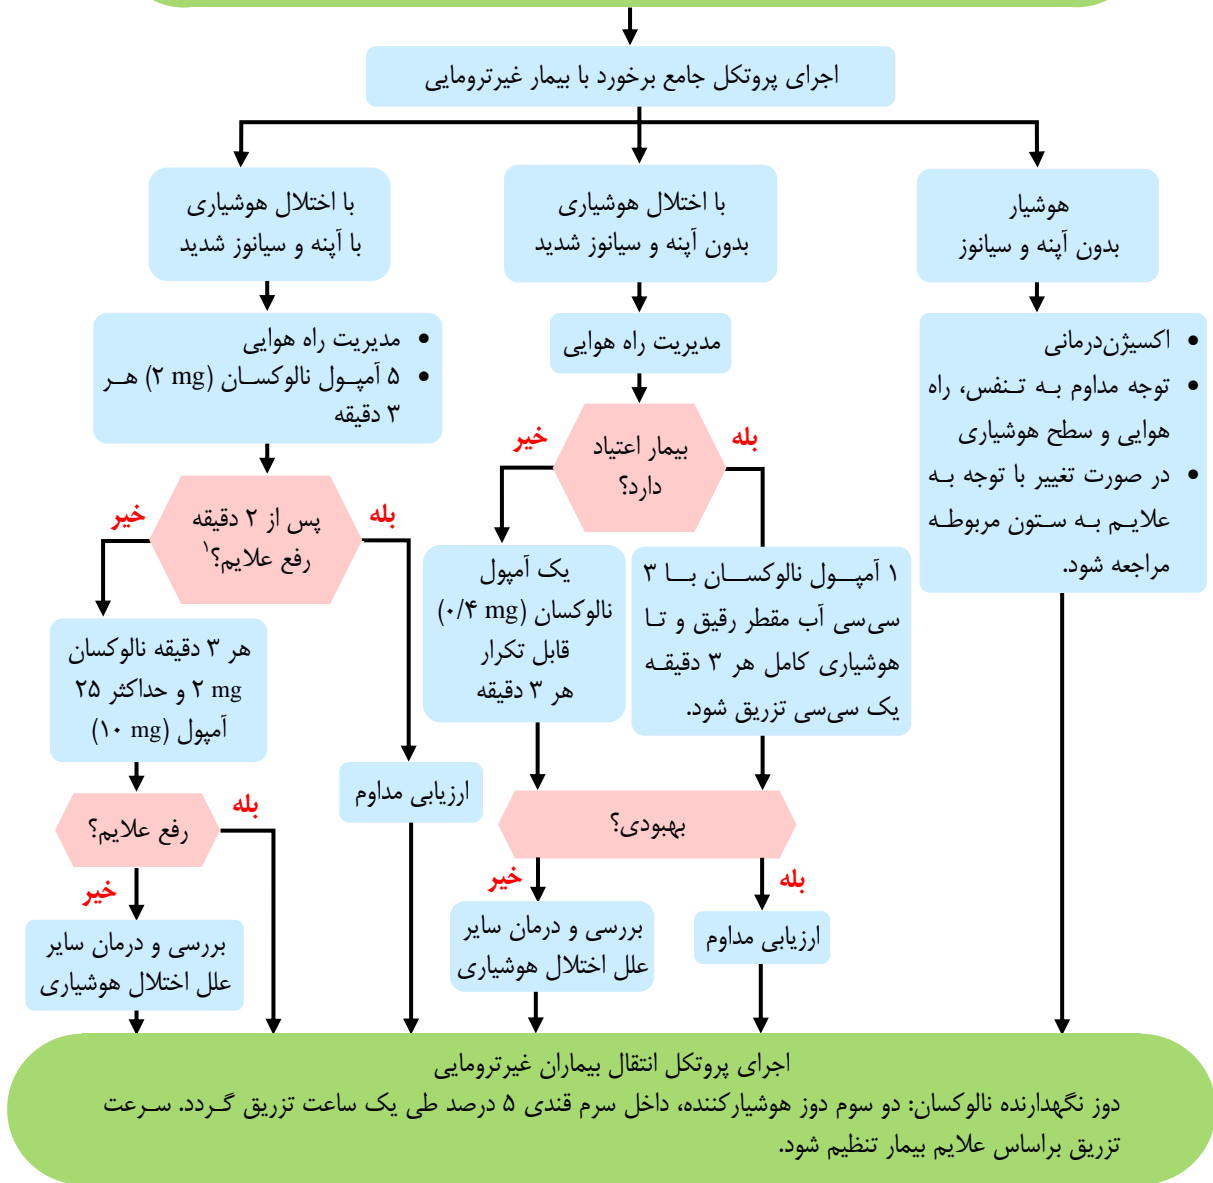 اجرای پروتکل جامع برخورد با بیمار غیرترومایی
هوشیار
بدون آپنه و سیانوز
با اختلال هوشیاری
بدون آپنه و سیانوز شدید
با اختلال هوشیاری
با آپنه و سیانوز شدید
• اکسیژن‌درمانی
• توجه مداوم به تنفس، راه
هوایی و سطح هوشیاری
• در صورت تغییر با توجه به
علایم به ستون مربوطه
مراجعه شود.
مدیریت راه هوایی
بیمار اعتیاد
دارد؟
بله
خیر
۱ آمپول نالوکسان با ۳
سی‌سی آب مقطر رقیق و تا
هوشیاری کامل هر ۳ دقیقه
یک سی‌سی تزریق شود.
یک آمپول
نالوکسان (۰/۴ mg)
قابل تکرار
هر ۳ دقیقه
بهبودی؟
بله
خیر
ارزیابی مداوم
بررسی و درمان سایر
علل اختلال هوشیاری
• مدیریت راه هوایی
• ۵ آمپول نالوکسان (۲ mg) هر
۳ دقیقه
پس از ۲ دقیقه
رفع علایم؟۱
بله
خیر
ارزیابی مداوم
هر ۳ دقیقه نالوکسان
۲ mg و حداکثر ۲۵
آمپول (۱۰ mg)
رفع علایم؟
بله
خیر
بررسی و درمان سایر
علل اختلال هوشیاری
اجرای پروتکل انتقال بیماران غیرترومایی
دوز نگهدارنده نالوکسان: دو سوم دوز هوشیارکننده، داخل سرم قندی ۵ درصد طی یک ساعت تزریق گردد. سرعت
تزریق براساس علایم بیمار تنظیم شود.